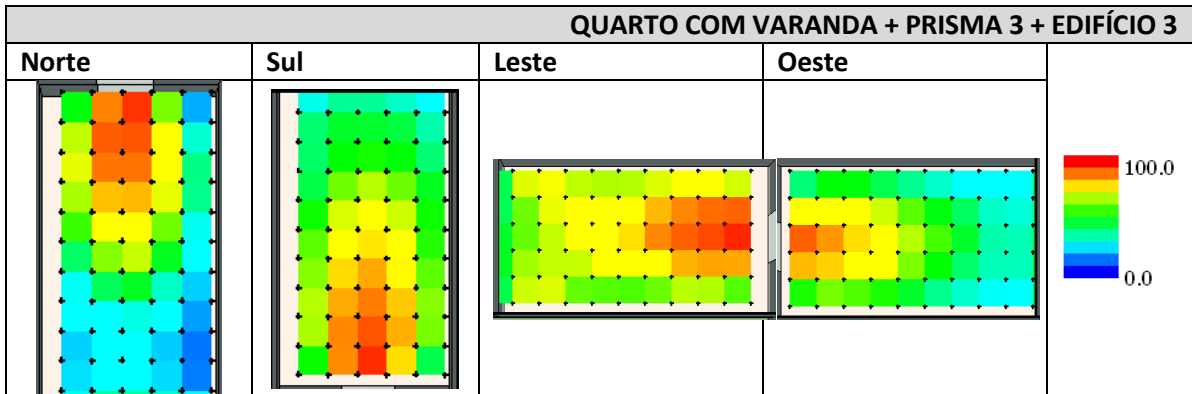 QUARTO COM VARANDA + PRISMA 3 + EDIFÍCIO 3
Norte Sul Leste Oeste
100.0
0.0